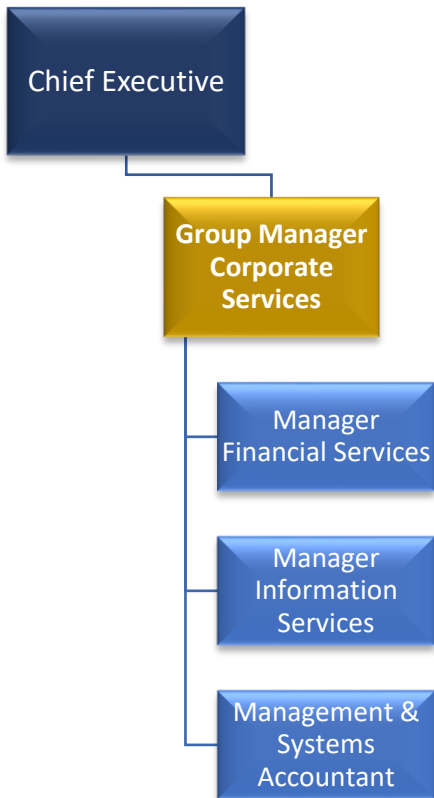 Chief Executive
Group Manager
Corporate
Services
Manager
Financial Services
Manager
Information
Services
Management &
Systems
Accountant